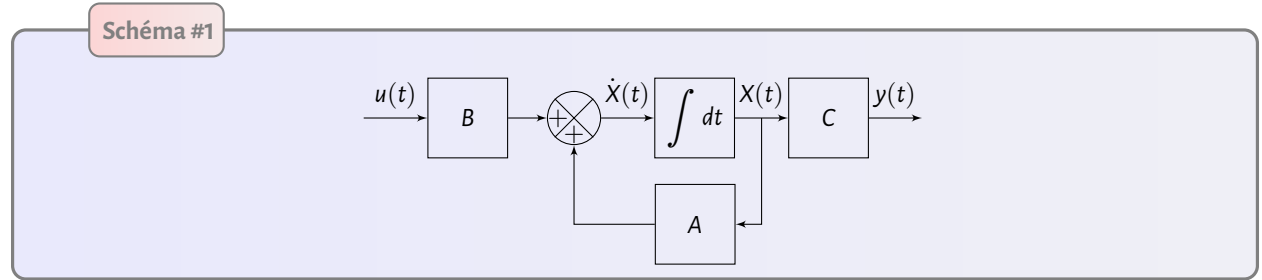 Schéma #1
u(t) B + + Ẋ(t) ∫ dt X(t) C y(t)
A